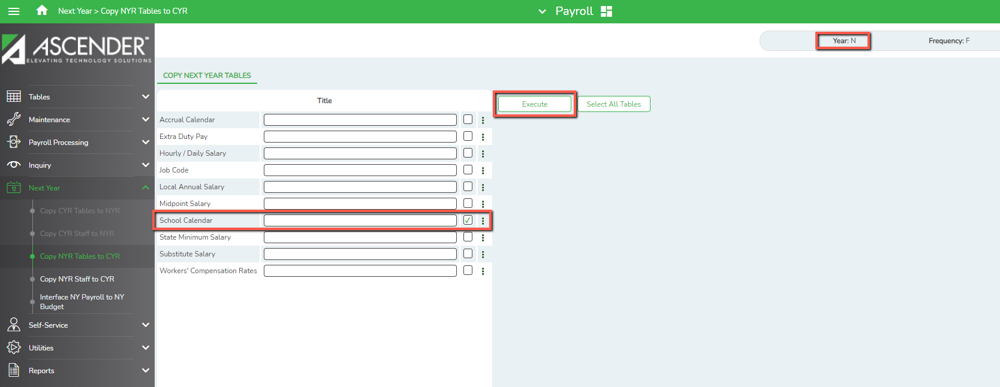 Next Year > Copy NYR Tables to CYR
Payroll
ASCENDER
ELEVATING TECHNOLOGY SOLUTIONS
Year: N
Frequency: F
Tables
Maintenance
Payroll Processing
Inquiry
12
Next Year
Copy CYR Tables to NYR
Copy CYR Staff to NYR
Copy NYR Tables to CYR
Copy NYR Staff to CYR
Interface NY Payroll to NY
Budget
Self-Service
Utilities
Reports
COPY NEXT YEAR TABLES
Title
Execute
Select All Tables
Accrual Calendar
Extra Duty Pay
Hourly / Daily Salary
Job Code
Local Annual Salary
Midpoint Salary
School Calendar
State Minimum Salary
Substitute Salary
Workers' Compensation Rates